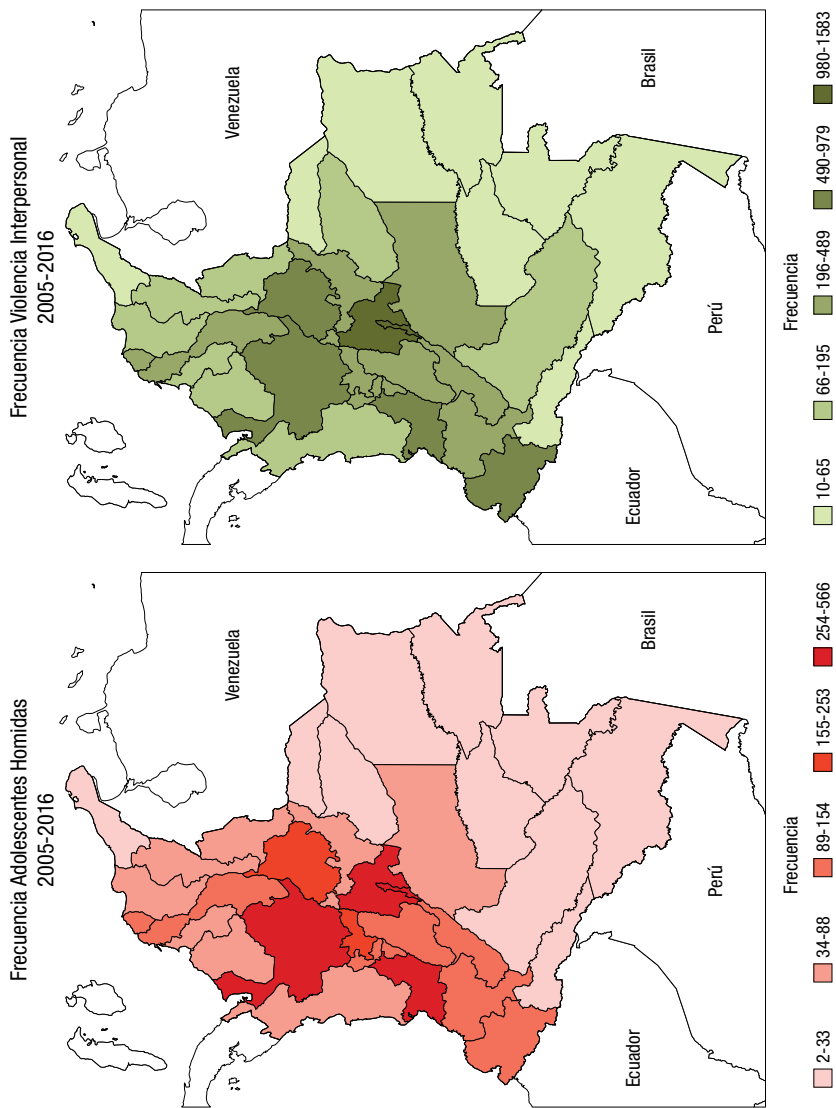 Frecuencia Adolescentes Homidas
2005-2016
Venezuela
Brasil
Perú
Ecuador
Frecuencia
2-33
34-88
89-154
155-253
254-566
Frecuencia Violencia Interpersonal
2005-2016
Venezuela
Brasil
Perú
Ecuador
Frecuencia
10-65
66-195
196-489
490-979
980-1583